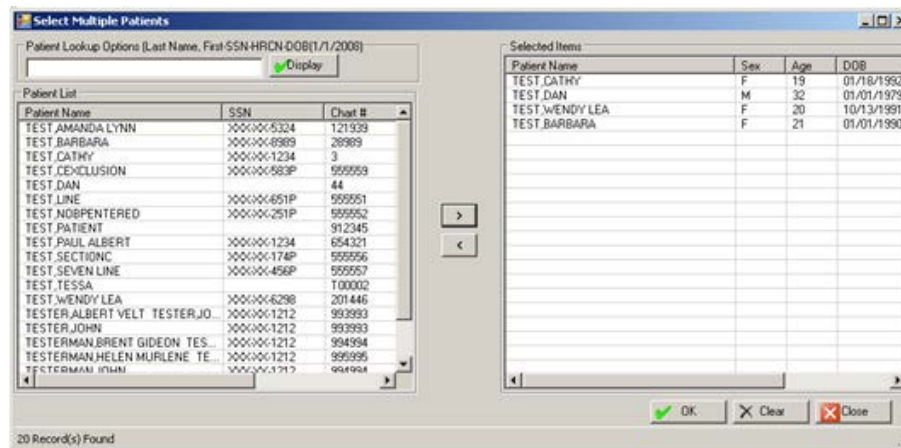 Select Multiple Patients
Patient Lookup Options (Last Name, First-SSN-HRCN-DOB(1/1/2008)
Display
Patient List
Patient Name SSN Chart #
TEST,AMANDA LYNN XXX-XX-5324 121939
TEST,BARBARA XXX-XX-8989 28989
TEST,CATHY XXX-XX-1234 3
TEST,CEXCLUSION XXX-XX-583P 555559
TEST,DAN 44
TEST,LINE XXX-XX-651P 555551
TEST,NOBPENTERED XXX-XX-251P 555552
TEST,PATIENT 912345
TEST,PAUL ALBERT XXX-XX-1234 654321
TEST,SECTIONC XXX-XX-174P 555556
TEST,SEVEN LINE XXX-XX-456P 555557
TEST,TESSA T00002
TEST,WENDY LEA XXX-XX-6298 201446
TESTER,ALBERT VELT TESTER,JO... XXX-XX-1212 993993
TESTER,JOHN XXX-XX-1212 993993
TESTERMAN,BRENT GIDEON TES... XXX-XX-1212 994994
TESTERMAN,HELEN MURLENE TE... XXX-XX-1212 995995
TESTERMAN,JOHN XXX-XX-1212 994994
>
<
Selected Items
Patient Name Sex Age DOB
TEST,CATHY F 19 01/18/1992
TEST,DAN M 32 01/01/1979
TEST,WENDY LEA F 20 10/13/1991
TEST,BARBARA F 21 01/01/1990
OK Clear Close
20 Record(s) Found